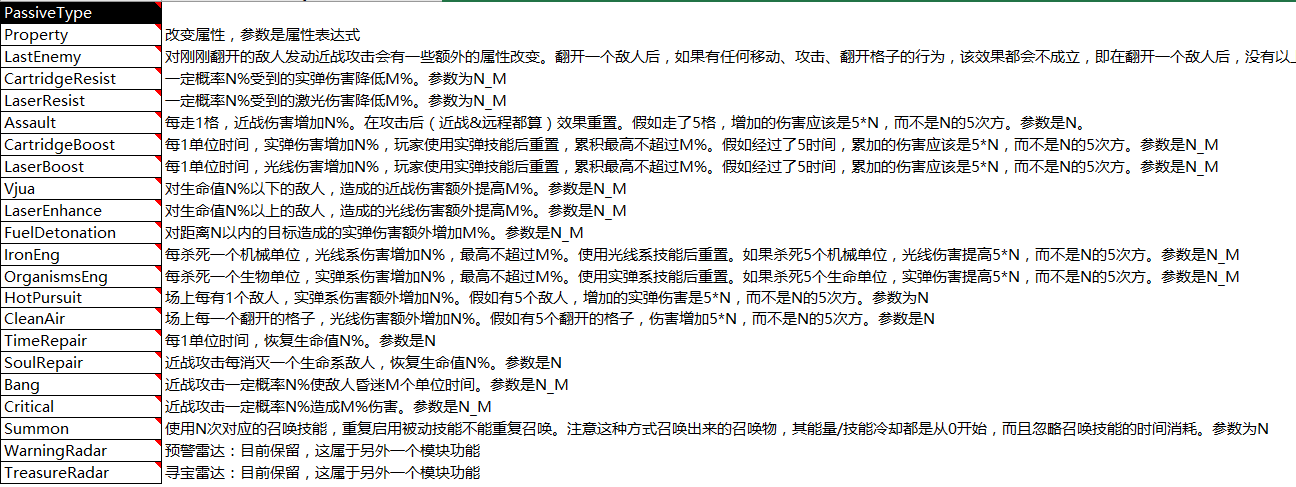 PassiveType
Property 改变属性，参数是属性表达式
LastEnemy 对刚刚翻开的敌人发动近战攻击会有一些额外的属性改变。翻开一个敌人后，如果有任何移动、攻击、翻开格子的行为，该效果都会不成立，即在翻开一个敌人后，没有以
CartridgeResist 一定概率N%受到的实弹伤害降低M%。参数为N_M
LaserResist 一定概率N%受到的激光伤害降低M%。参数为N_M
Assault 每走1格，近战伤害增加N%。在攻击后（近战&远程都算）效果重置。假如走了5格，增加的伤害应该是5*N，而不是N的5次方。参数是N。
CartridgeBoost 每1单位时间，实弹伤害增加N%，玩家使用实弹技能后重置，累积最高不超过M%。假如经过了5时间，累加的伤害应该是5*N，而不是N的5次方。参数是N_M
LaserBoost 每1单位时间，光线伤害增加N%，玩家使用实弹技能后重置，累积最高不超过M%。假如经过了5时间，累加的伤害应该是5*N，而不是N的5次方。参数是N_M
Vjua 对生命值N%以下的敌人，造成的近战伤害额外提高M%。参数是N_M
LaserEnhance 对生命值N%以上的敌人，造成的光线伤害额外提高M%。参数是N_M
FuelDetonation 对距离N以内的目标造成的实弹伤害额外增加M%。参数是N_M
IronEng 每杀死一个机械单位，光线系伤害增加N%，最高不超过M%。使用光线系技能后重置。如果杀死5个机械单位，光线伤害提高5*N，而不是N的5次方。参数是N_M
OrganismsEng 每杀死一个生物单位，实弹系伤害增加N%，最高不超过M%。使用实弹系技能后重置。如果杀死5个生命单位，实弹伤害提高5*N，而不是N的5次方。参数是N_M
HotPursuit 场上每有1个敌人，实弹系伤害额外增加N%。假如有5个敌人，增加的实弹伤害是5*N，而不是N的5次方。参数为N
CleanAir 场上每一个翻开的格子，光线伤害额外增加N%。假如有5个翻开的格子，伤害增加5*N，而不是N的5次方。参数是N
TimeRepair 每1单位时间，恢复生命值N%。参数是N
SoulRepair 近战攻击每消灭一个生命系敌人，恢复生命值N%。参数是N
Bang 近战攻击一定概率N%使敌人昏迷M个单位时间。参数是N_M
Critical 近战攻击一定概率N%造成M%伤害。参数是N_M
Summon 使用N次对应的召唤技能，重复启用被动技能不能重复召唤。注意这种方式召唤出来的召唤物，其能量/技能冷却都是从0开始，而且忽略召唤技能的时间消耗。参数为N
WarningRadar 预警雷达：目前保留，这属于另外一个模块功能
TreasureRadar 寻宝雷达：目前保留，这属于另外一个模块功能